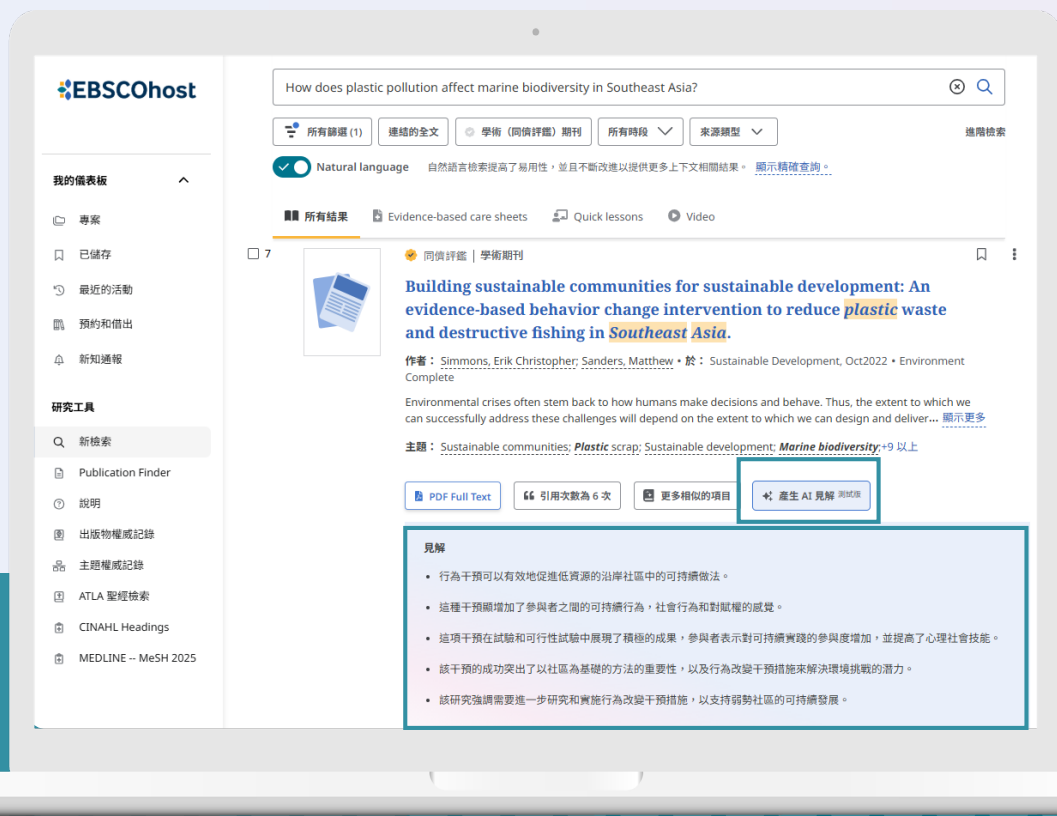 EBSCOhost
我的儀表板
專案
已儲存
最近的活動
預約和借出
新知通報
研究工具
新檢索
Publication Finder
說明
出版物權威記錄
主題權威記錄
ATLA 聖經檢索
CINAHL Headings
MEDLINE -- MeSH 2025
How does plastic pollution affect marine biodiversity in Southeast Asia?
所有篩選 (1) 連結的全文 學術（同儕評鑑）期刊 所有時段 來源類型 進階檢索
Natural language 自然語言檢索提高了易用性，並且不斷改進以提供更多上下文相關結果。 顯示精確查詢。
所有結果 Evidence-based care sheets Quick lessons Video
7 同儕評鑑 | 學術期刊
Building sustainable communities for sustainable development: An
evidence-based behavior change intervention to reduce plastic waste
and destructive fishing in Southeast Asia.
作者： Simmons, Erik Christopher; Sanders, Matthew • 於： Sustainable Development, Oct2022 • Environment
Complete
Environmental crises often stem back to how humans make decisions and behave. Thus, the extent to which we
can successfully address these challenges will depend on the extent to which we can design and deliver... 顯示更多
主題： Sustainable communities; Plastic scrap; Sustainable development; Marine biodiversity;+9 以上
PDF Full Text 引用次數為 6 次 更多相似的項目 產生 AI 見解 測試版
見解
• 行為干預可以有效地促進低資源的沿岸社區中的可持續做法。
• 這種干預顯增加了參與者之間的可持續行為，社會行為和對賦權的感覺。
• 這項干預在試驗和可行性試驗中展現了積極的成果，參與者表示對可持續實踐的參與度增加，並提高了心理社會技能。
• 該干預的成功突出了以社區為基礎的方法的重要性，以及行為改變干預措施來解決環境挑戰的潛力。
• 該研究強調需要進一步研究和實施行為改變干預措施，以支持弱勢社區的可持續發展。